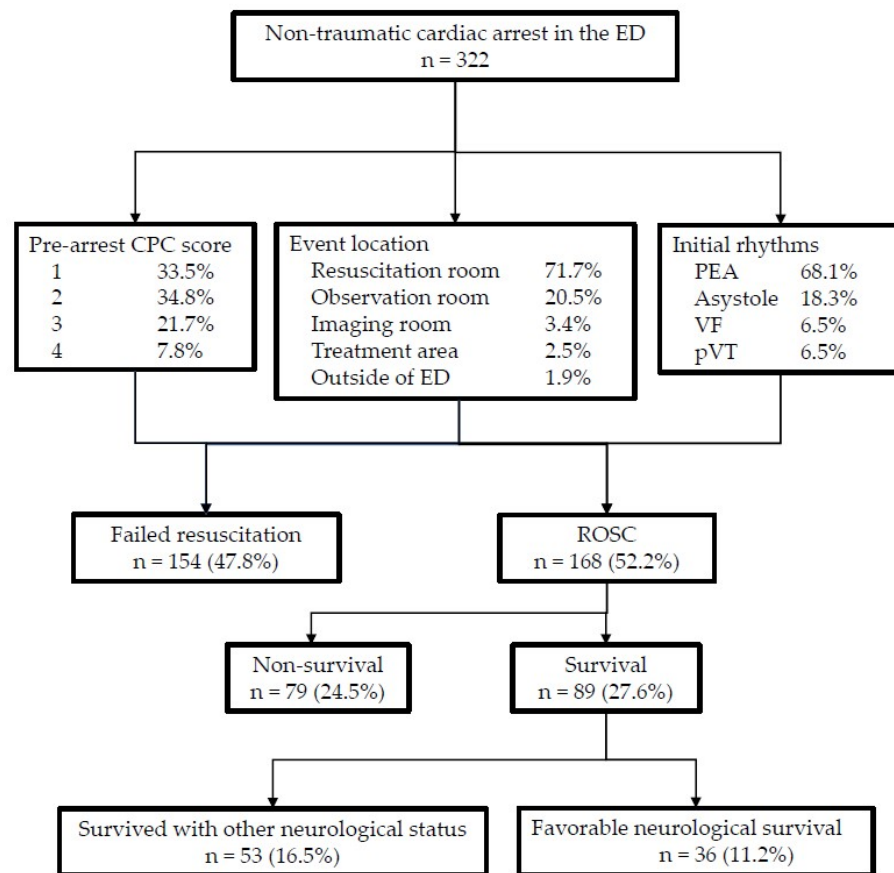 Non-traumatic cardiac arrest in the ED
n = 322
Pre-arrest CPC score
1 33.5%
2 34.8%
3 21.7%
4 7.8%
Event location
Resuscitation room 71.7%
Observation room 20.5%
Imaging room 3.4%
Treatment area 2.5%
Outside of ED 1.9%
Initial rhythms
PEA 68.1%
Asystole 18.3%
VF 6.5%
pVT 6.5%
Failed resuscitation
n = 154 (47.8%)
ROSC
n = 168 (52.2%)
Non-survival
n = 79 (24.5%)
Survival
n = 89 (27.6%)
Survived with other neurological status
n = 53 (16.5%)
Favorable neurological survival
n = 36 (11.2%)